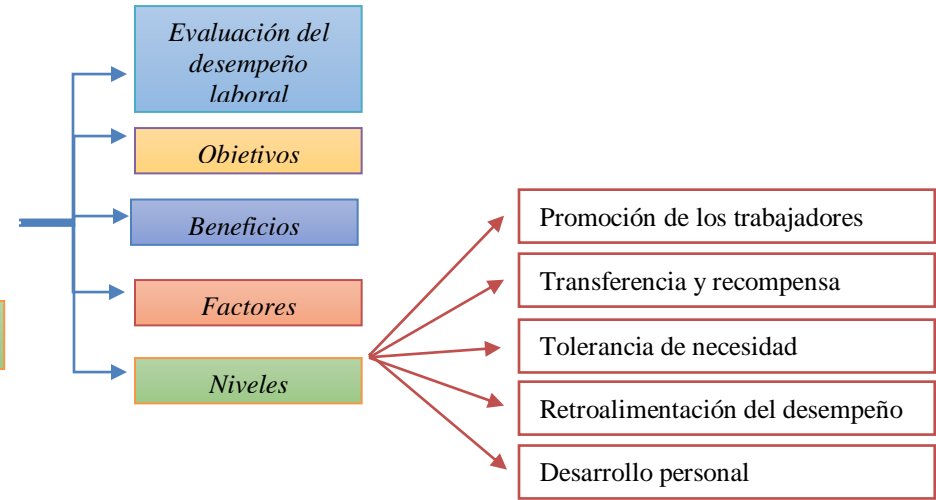 Evaluación del
desempeño
laboral
Objetivos
Beneficios
Factores
Niveles
Promoción de los trabajadores
Transferencia y recompensa
Tolerancia de necesidad
Retroalimentación del desempeño
Desarrollo personal